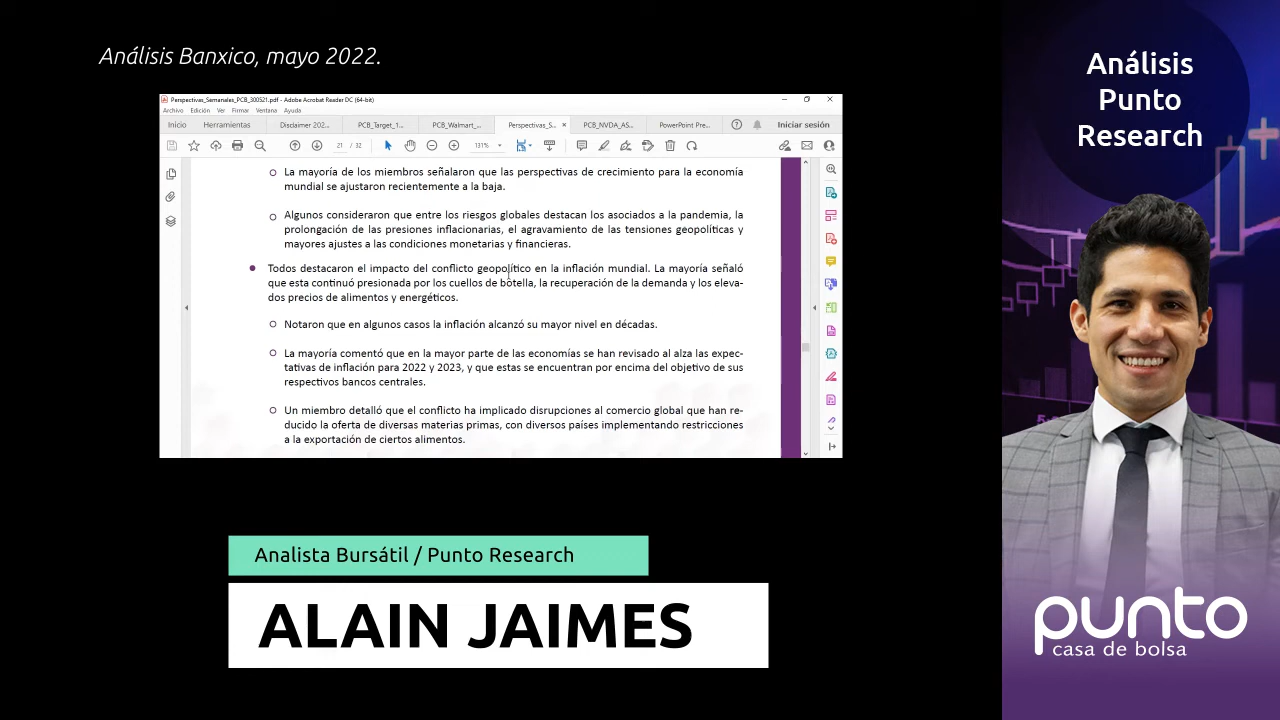 Análisis Banxico, mayo 2022.
Perspectivas_Semanales_PCB_300521.pdf - Adobe Acrobat Reader DC (64-bit)
Archivo Edición Ver Firmar Ventana Ayuda
Inicio Herramientas Disclaimer 202... PCB_Target_1... PCB_Walmart_... Perspectivas_S... × PCB_NVDA_AS... PowerPoint Pre... Iniciar sesión
21 / 32 131%
La mayoría de los miembros señalaron que las perspectivas de crecimiento para la economía
mundial se ajustaron recientemente a la baja.
Algunos consideraron que entre los riesgos globales destacan los asociados a la pandemia, la
prolongación de las presiones inflacionarias, el agravamiento de las tensiones geopolíticas y
mayores ajustes a las condiciones monetarias y financieras.
Todos destacaron el impacto del conflicto geopolítico en la inflación mundial. La mayoría señaló
que esta continuó presionada por los cuellos de botella, la recuperación de la demanda y los eleva-
dos precios de alimentos y energéticos.
Notaron que en algunos casos la inflación alcanzó su mayor nivel en décadas.
La mayoría comentó que en la mayor parte de las economías se han revisado al alza las expec-
tativas de inflación para 2022 y 2023, y que estas se encuentran por encima del objetivo de sus
respectivos bancos centrales.
Un miembro detalló que el conflicto ha implicado disrupciones al comercio global que han re-
ducido la oferta de diversas materias primas, con diversos países implementando restricciones
a la exportación de ciertos alimentos.
Analista Bursátil / Punto Research
ALAIN JAIMES
Análisis
Punto
Research
punto
casa de bolsa